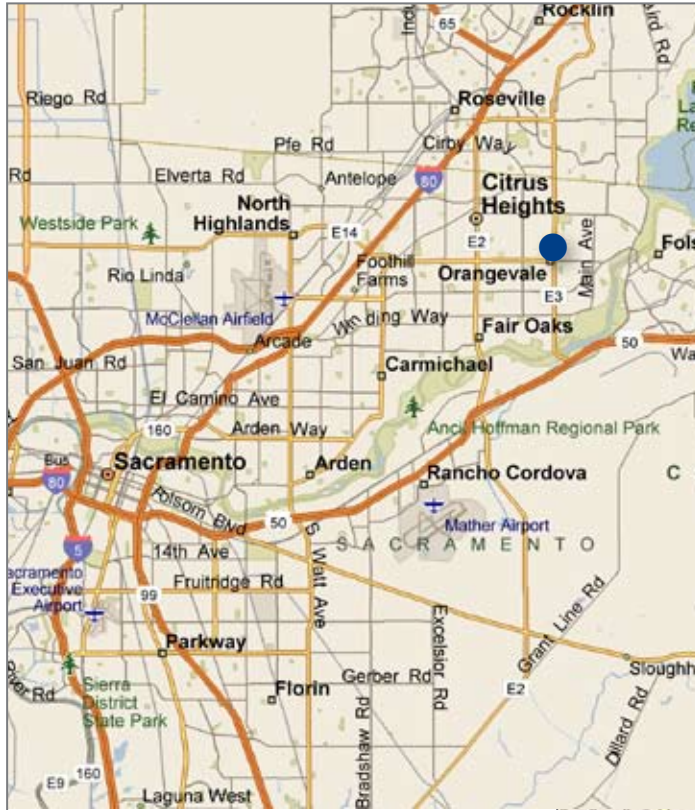 Rocklin
65
Riego Rd
Roseville
Pfe Rd
Cirby Way
Rd
Elverta Rd
Antelope
80
Citrus
Heights
North
Highlands
Westside Park
E14
E2
Main Ave
Foothill
Farms
Orangevale
Rio Linda
E3
McClellan Airfield
Winding Way
Fair Oaks
50
Arcade
San Juan Rd
Carmichael
El Camino Ave
160
Arden Way
Ancil Hoffman Regional Park
Bus
80
Sacramento
Arden
Rancho Cordova
C
Folsom Blvd
50
Mather Airport
SACRAMENTO
5
14th Ave
S Watt Ave
Executive
Airport
99
Fruitridge Rd
Excelsior Rd
Grant Line Rd
Parkway
Gerber Rd
Sierra
District
State Park
Florin
E2
Bradshaw Rd
Dillard Rd
E9
160
Laguna West